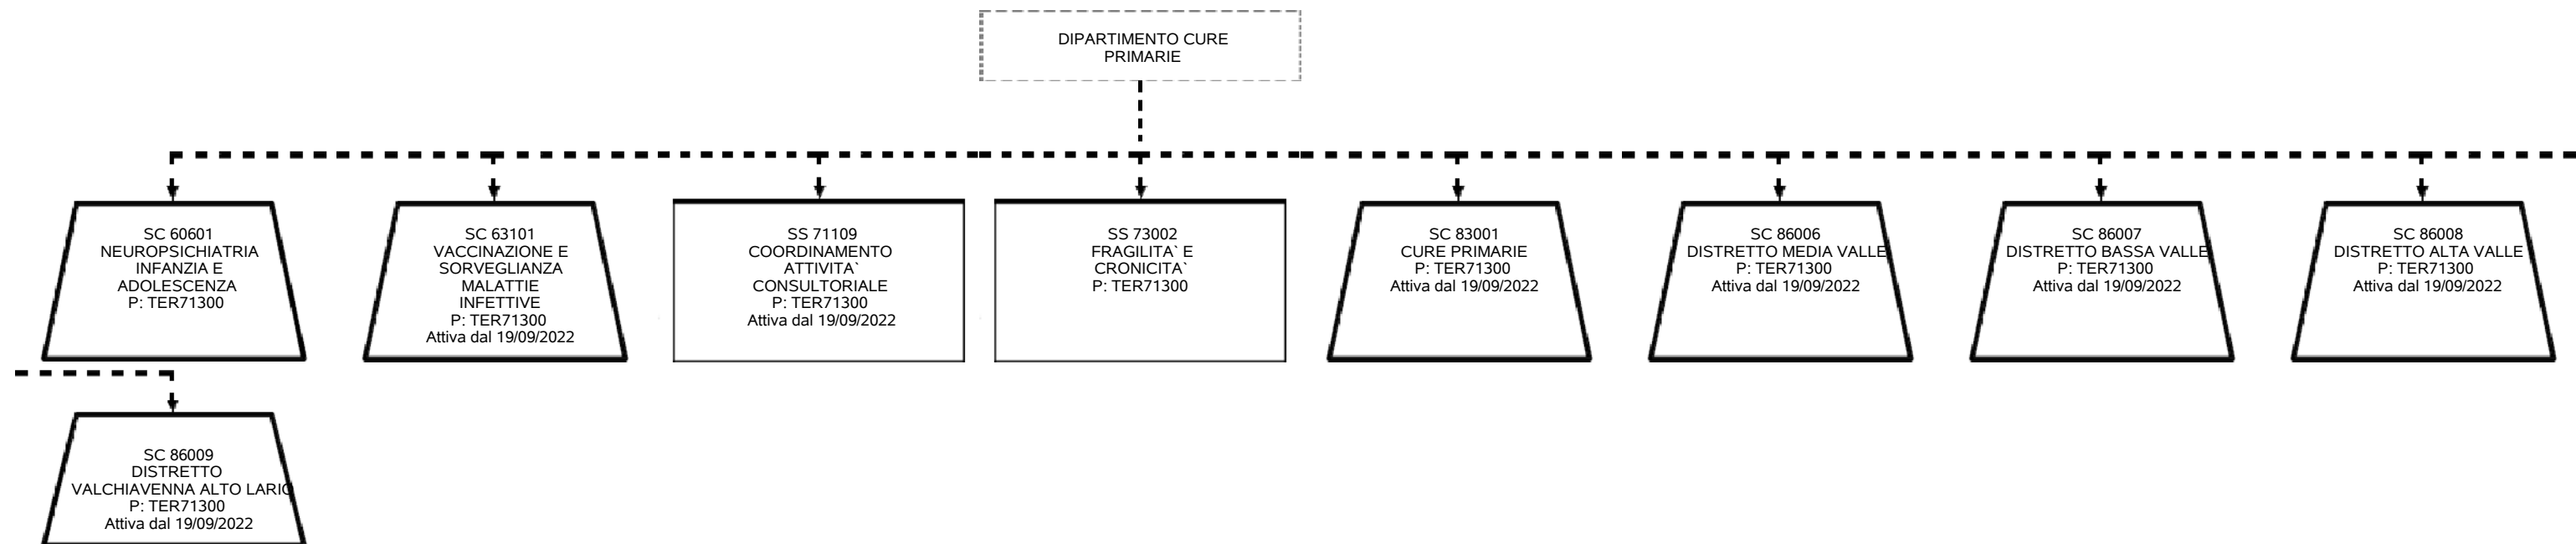 DIPARTIMENTO CURE
PRIMARIE
SC 60601
NEUROPSICHIATRIA
INFANZIA E
ADOLESCENZA
P: TER71300
SC 63101
VACCINAZIONE E
SORVEGLIANZA
MALATTIE
INFETTIVE
P: TER71300
Attiva dal 19/09/2022
SS 71109
COORDINAMENTO
ATTIVITA`
CONSULTORIALE
P: TER71300
Attiva dal 19/09/2022
SS 73002
FRAGILITA` E
CRONICITA`
P: TER71300
SC 83001
CURE PRIMARIE
P: TER71300
Attiva dal 19/09/2022
SC 86006
DISTRETTO MEDIA VALLE
P: TER71300
Attiva dal 19/09/2022
SC 86007
DISTRETTO BASSA VALLE
P: TER71300
Attiva dal 19/09/2022
SC 86008
DISTRETTO ALTA VALLE
P: TER71300
Attiva dal 19/09/2022
SC 86009
DISTRETTO
VALCHIAVENNA ALTO LARIO
P: TER71300
Attiva dal 19/09/2022